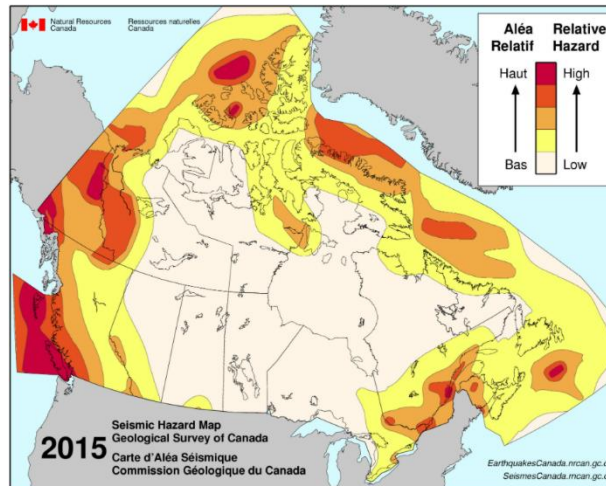 Natural Resources Canada
Ressources naturelles Canada
Aléa Relatif
Relative Hazard
Haut
High
Bas
Low
2015
Seismic Hazard Map
Geological Survey of Canada
Carte d'Aléa Séismique
Commission Géologique du Canada
EarthquakesCanada.nrcan.gc.c
SeismesCanada.rncan.gc.c